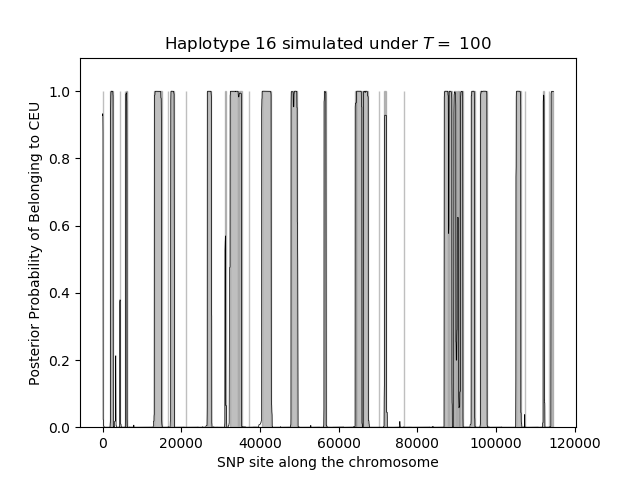 Haplotype 16 simulated under T = 100
Posterior Probability of Belonging to CEU
1.0
0.8
0.6
0.4
0.2
0.0
0 20000 40000 60000 80000 100000 120000
SNP site along the chromosome